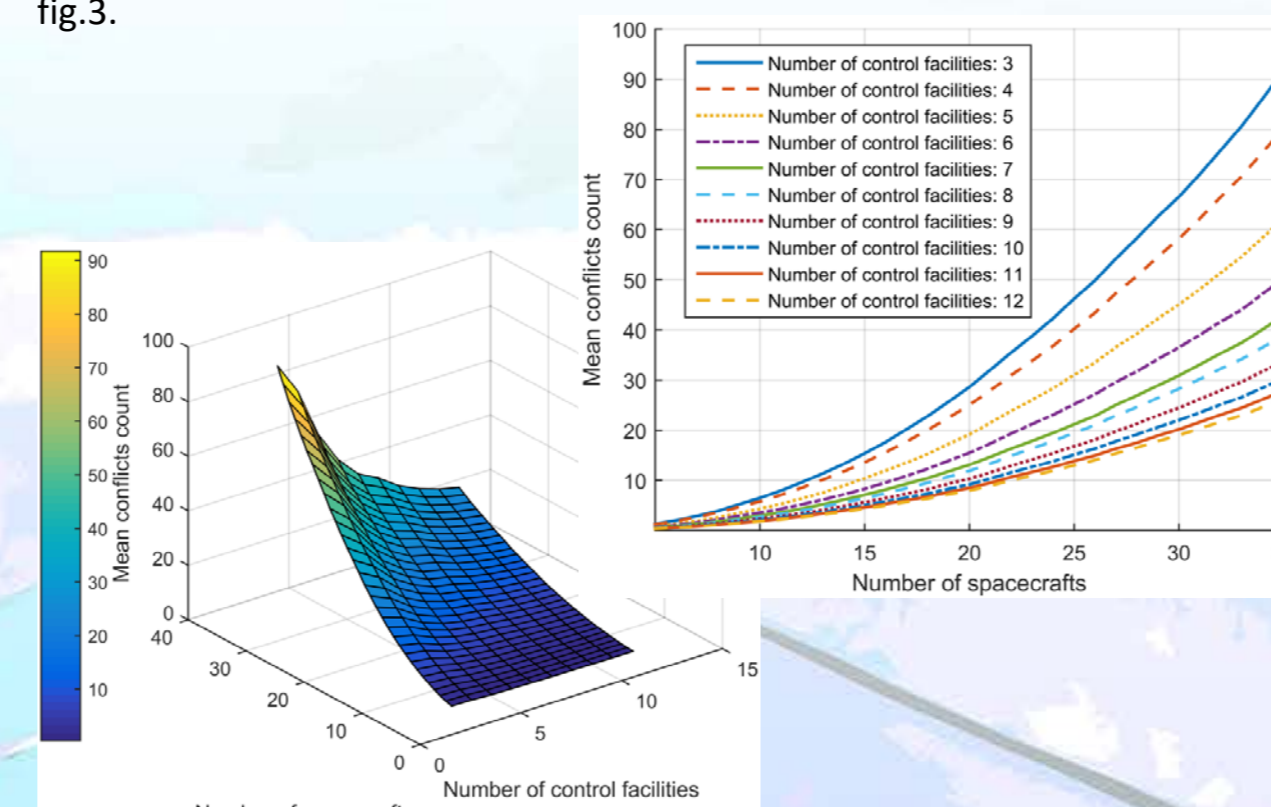 fig.3.
100
90
80
70
60
50
40
30
20
10
Mean conflicts count
Number of control facilities: 3
Number of control facilities: 4
Number of control facilities: 5
Number of control facilities: 6
Number of control facilities: 7
Number of control facilities: 8
Number of control facilities: 9
Number of control facilities: 10
Number of control facilities: 11
Number of control facilities: 12
10 15 20 25 30
Number of spacecrafts
90
80
70
60
50
40
30
20
10
Mean conflicts count
100
80
60
40
20
0
40
30
20
10
0
0
5
10
15
Number of control facilities